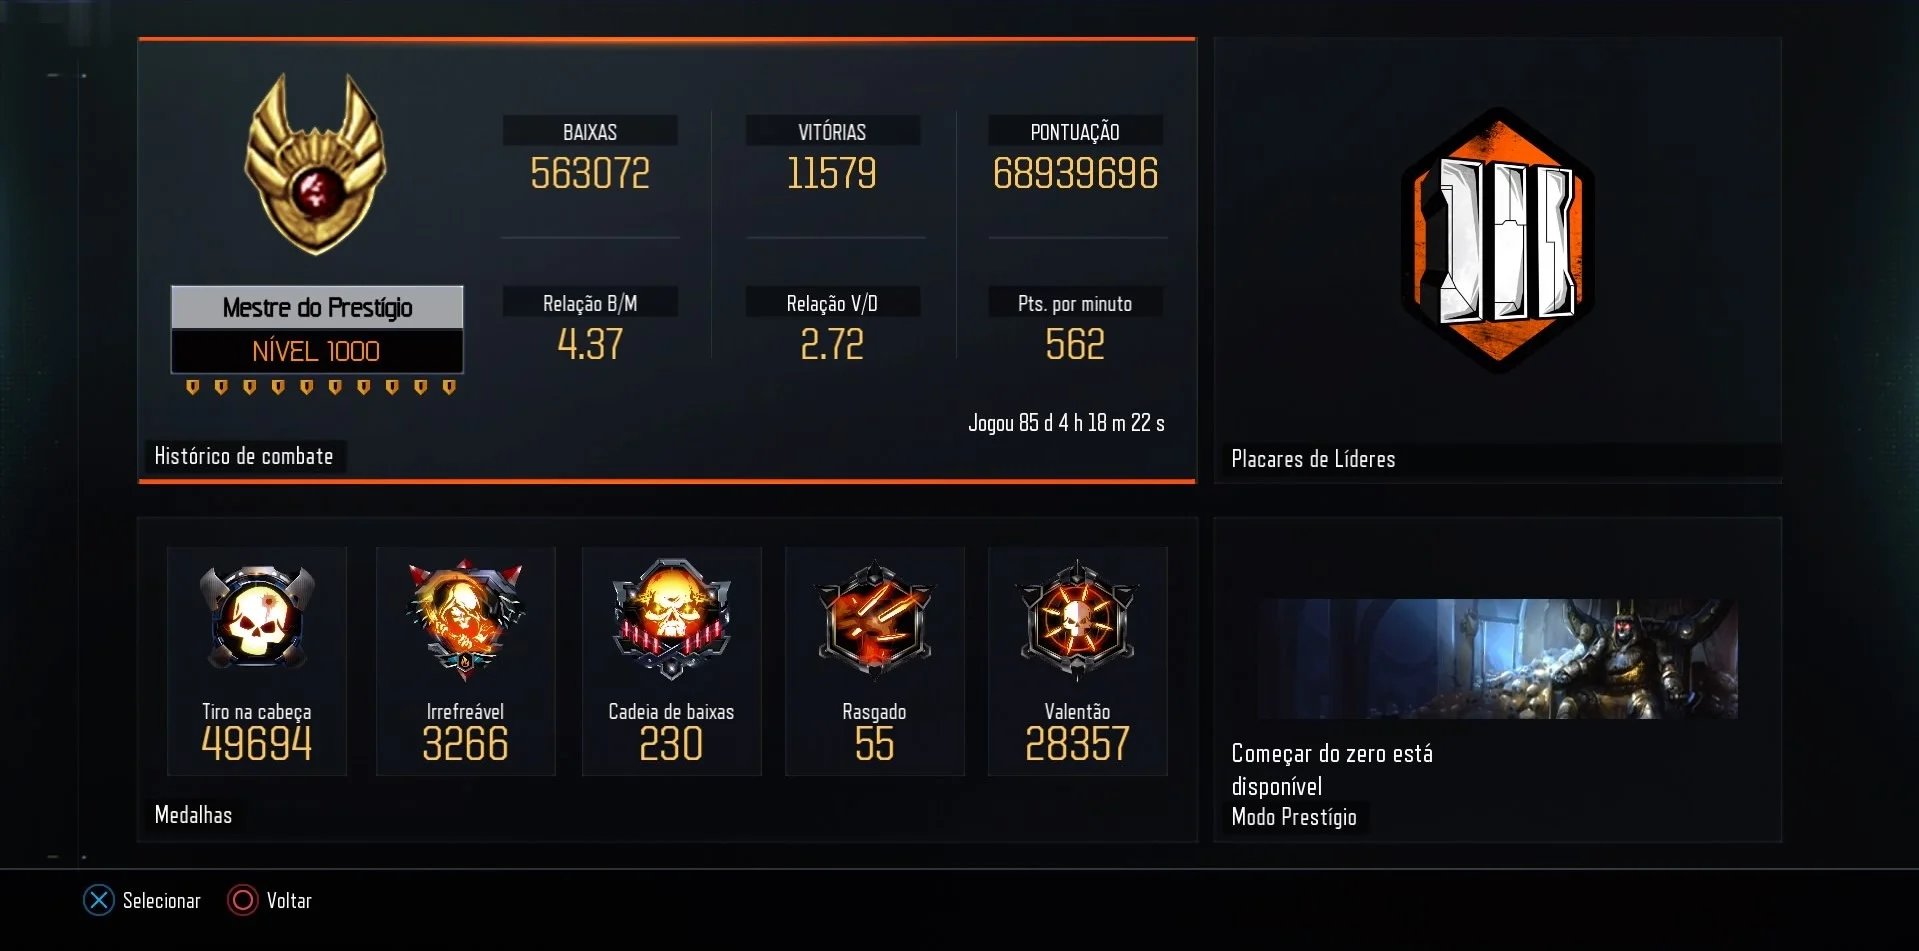 BAIXAS
563072
VITÓRIAS
11579
PONTUAÇÃO
68939696
Mestre do Prestígio
NÍVEL 1000
Relação B/M
4.37
Relação V/D
2.72
Pts. por minuto
562
Jogou 85 d 4 h 18 m 22 s
Histórico de combate
Placares de Líderes
Tiro na cabeça
49694
Irrefreável
3266
Cadeia de baixas
230
Rasgado
55
Valentão
28357
Medalhas
Começar do zero está
disponível
Modo Prestígio
Selecionar
Voltar